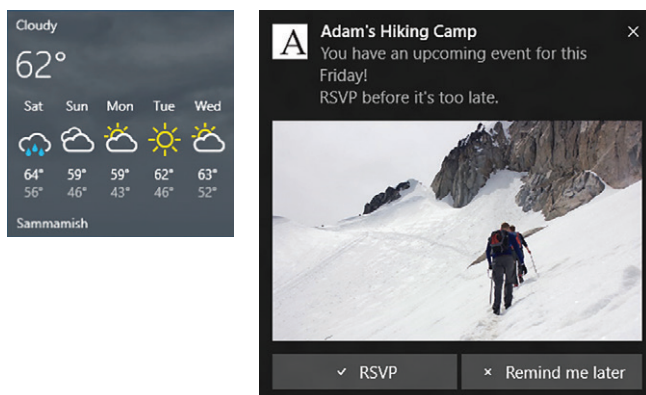 Cloudy
62°
Sat Sun Mon Tue Wed
64° 59° 59° 62° 63°
56° 46° 43° 46° 52°
Sammamish
A
Adam's Hiking Camp
You have an upcoming event for this
Friday!
RSVP before it's too late.
RSVP
Remind me later